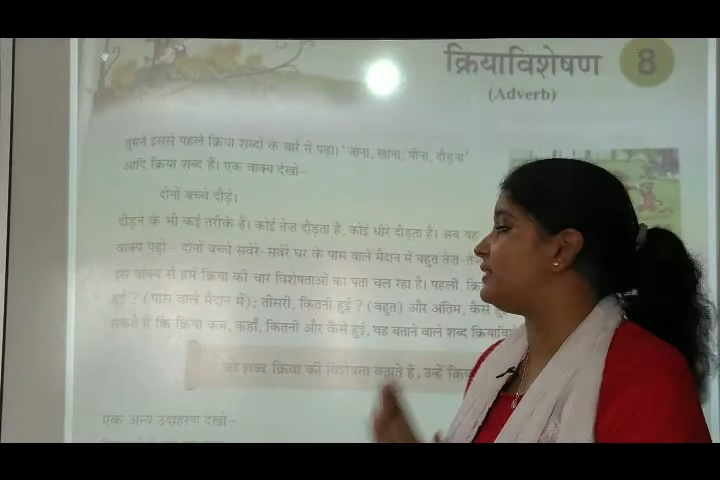 क्रियाविशेषण 8
(Adverb)
तुमने इससे पहले क्रिया शब्दों के बारे में पढ़ा। 'जाना, खाना, पीना, दौड़ना'
आदि क्रिया शब्द हैं। एक वाक्य देखो–
दोनों बच्चे दौड़े।
दौड़ने के भी कई तरीके हैं। कोई तेज़ दौड़ता है, कोई धीरे दौड़ता है। अब यह
वाक्य पढ़ो– दोनों बच्चे सवेरे-सवेरे घर के पास वाले मैदान में बहुत तेज़-
इस वाक्य से हमें क्रिया की चार विशेषताओं का पता चल रहा है। पहली,
हुई ? (पास वाले मैदान में); तीसरी, कितनी हुई ? (बहुत) और अंतिम, कैसे
सकते हैं कि क्रिया कब, कहाँ, कितनी और कैसे हुई, यह बताने वाले शब्द
जो शब्द क्रिया की विशेषता बताते हैं, उन्हें
एक अन्य उदाहरण देखो–